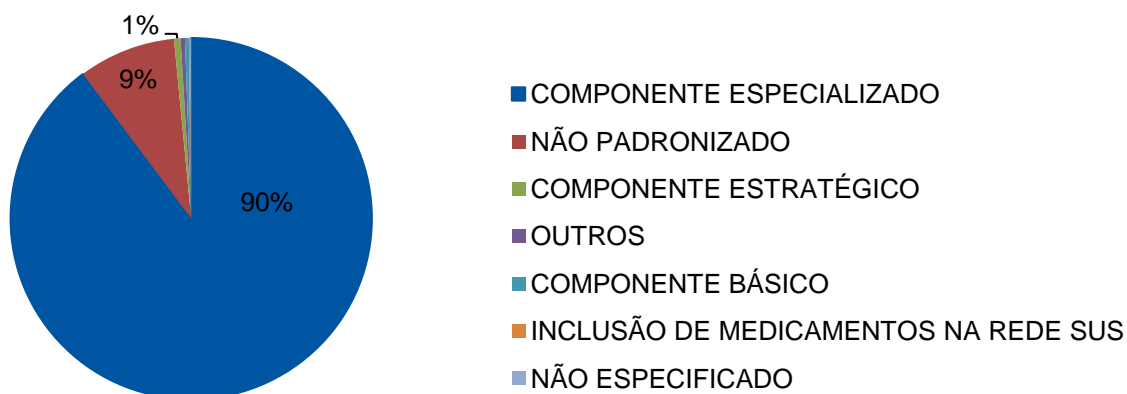 1%
9%
90%
COMPONENTE ESPECIALIZADO
NÃO PADRONIZADO
COMPONENTE ESTRATÉGICO
OUTROS
COMPONENTE BÁSICO
INCLUSÃO DE MEDICAMENTOS NA REDE SUS
NÃO ESPECIFICADO